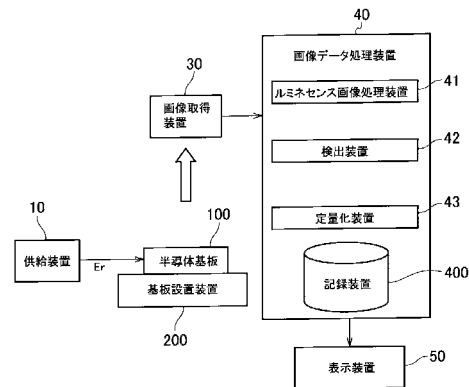 40
画像データ処理装置
30
41
画像取得
装置
ルミネセンス画像処理装置
42
検出装置
43
10
100
定量化装置
供給装置
Er
半導体基板
基板設置装置
記録装置
400
200
50
表示装置